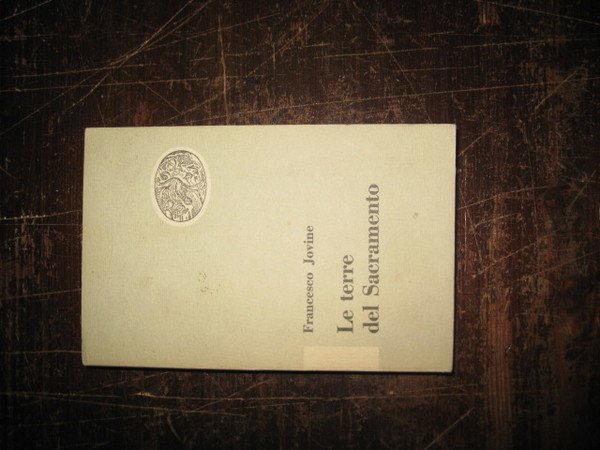 Francesco Jovine
Le terre
del Sacramento